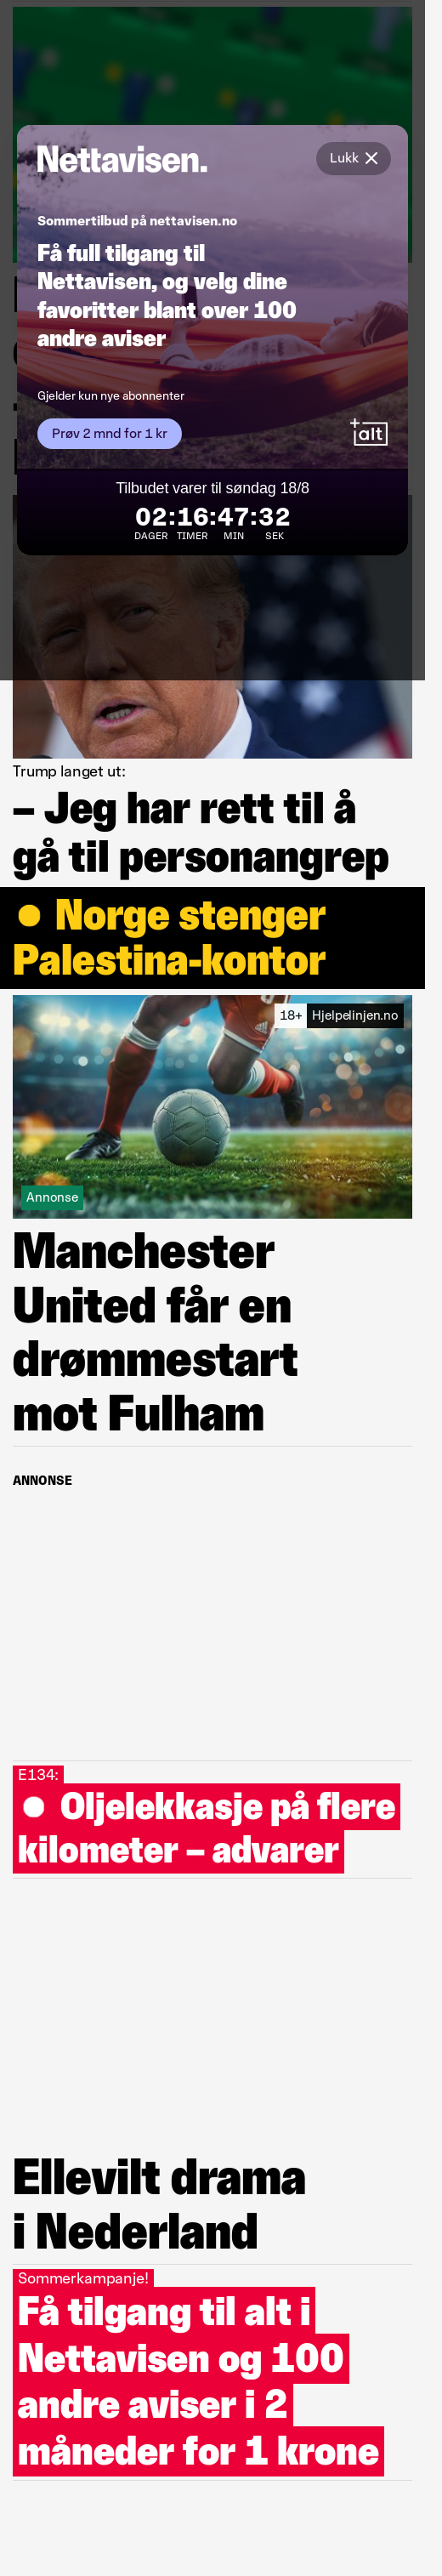 Nettavisen.
Lukk
Sommertilbud på nettavisen.no
Få full tilgang til
Nettavisen, og velg dine
favoritter blant over 100
andre aviser
Gjelder kun nye abonnenter
Prøv 2 mnd for 1 kr
+alt
Tilbudet varer til søndag 18/8
02:16:47:32
DAGER TIMER MIN SEK
Trump langet ut:
– Jeg har rett til å
gå til personangrep
Norge stenger
Palestina-kontor
18+ Hjelpelinjen.no
Annonse
Manchester
United får en
drømmestart
mot Fulham
ANNONSE
E134:
Oljelekkasje på flere
kilometer – advarer
Ellevilt drama
i Nederland
Sommerkampanje!
Få tilgang til alt i
Nettavisen og 100
andre aviser i 2
måneder for 1 krone